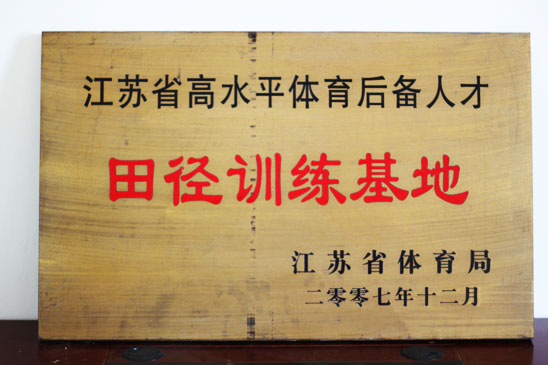 江苏省高水平体育后备人才
田径训练基地
江苏省体育局
二零零七年十二月